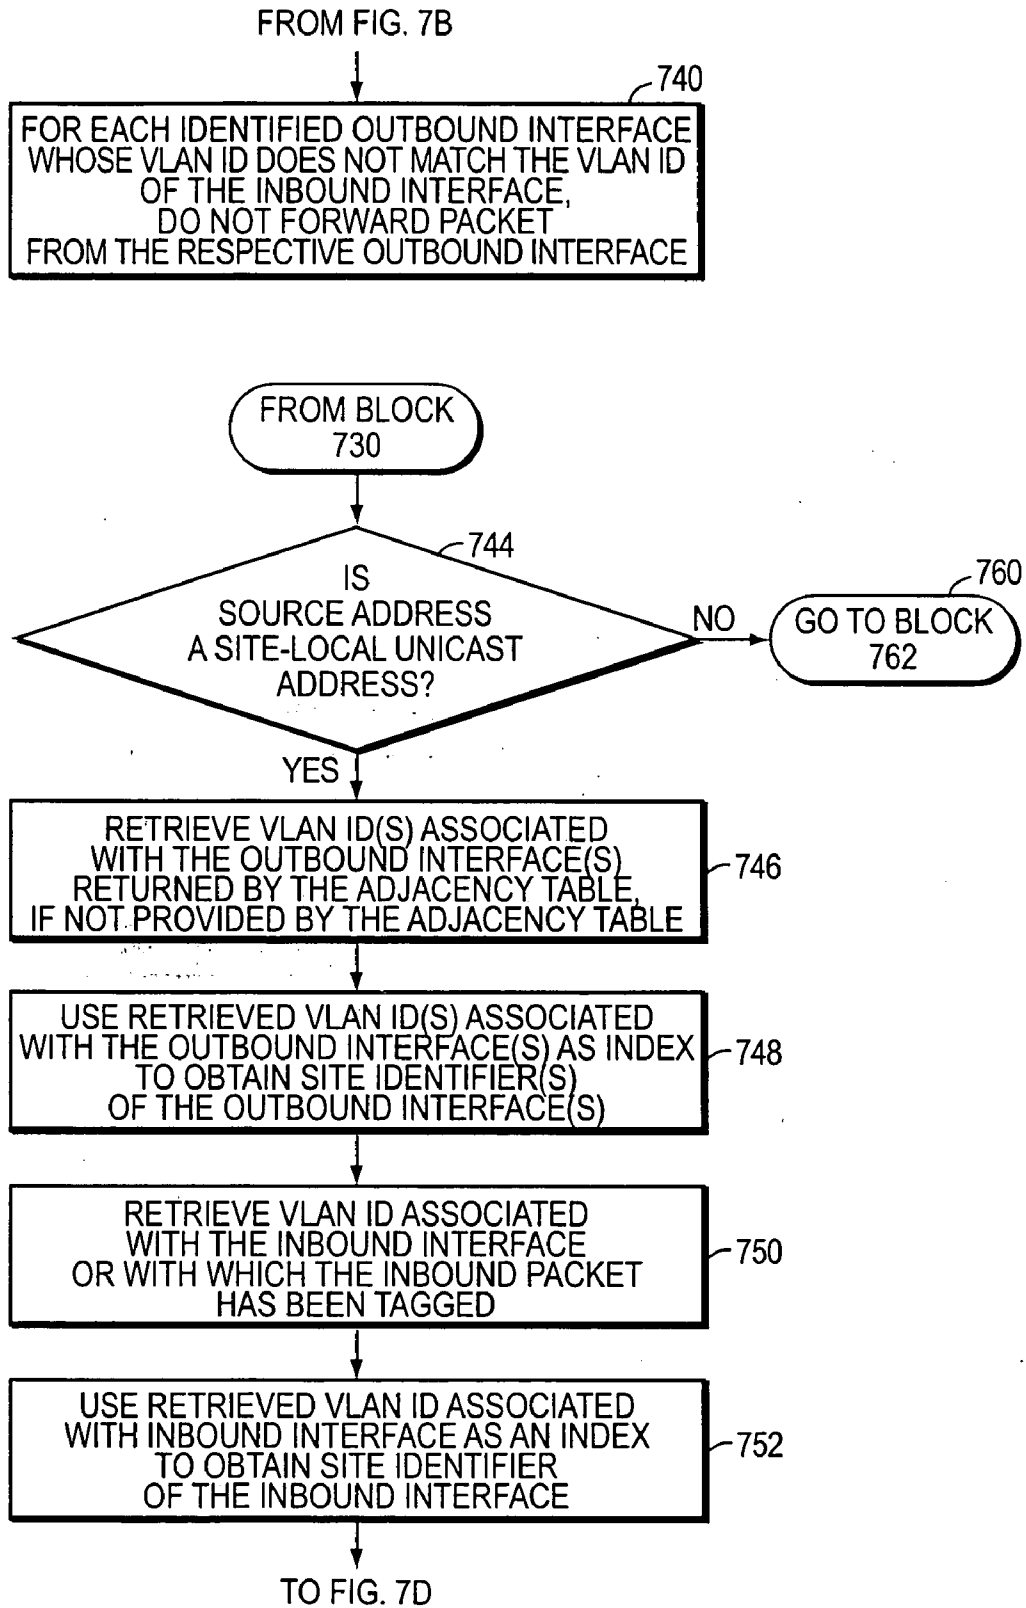 FROM FIG. 7B
740
FOR EACH IDENTIFIED OUTBOUND INTERFACE
WHOSE VLAN ID DOES NOT MATCH THE VLAN ID
OF THE INBOUND INTERFACE,
DO NOT FORWARD PACKET
FROM THE RESPECTIVE OUTBOUND INTERFACE
FROM BLOCK
730
744
IS
SOURCE ADDRESS
A SITE-LOCAL UNICAST
ADDRESS?
NO
760
GO TO BLOCK
762
YES
RETRIEVE VLAN ID(S) ASSOCIATED
WITH THE OUTBOUND INTERFACE(S)
RETURNED BY THE ADJACENCY TABLE,
IF NOT PROVIDED BY THE ADJACENCY TABLE
746
USE RETRIEVED VLAN ID(S) ASSOCIATED
WITH THE OUTBOUND INTERFACE(S) AS INDEX
TO OBTAIN SITE IDENTIFIER(S)
OF THE OUTBOUND INTERFACE(S)
748
RETRIEVE VLAN ID ASSOCIATED
WITH THE INBOUND INTERFACE
OR WITH WHICH THE INBOUND PACKET
HAS BEEN TAGGED
750
USE RETRIEVED VLAN ID ASSOCIATED
WITH INBOUND INTERFACE AS AN INDEX
TO OBTAIN SITE IDENTIFIER
OF THE INBOUND INTERFACE
752
TO FIG. 7D